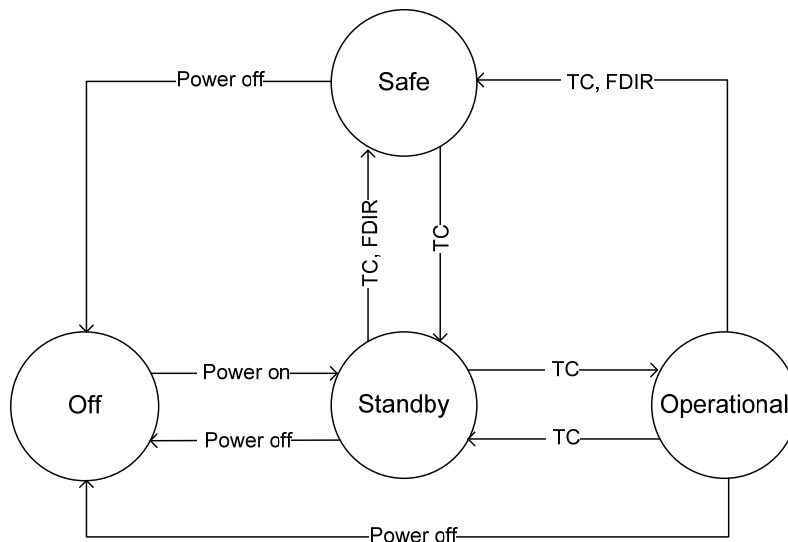 Safe
Power off
TC, FDIR
TC, FDIR
TC
Off
Power on
Standby
TC
Operational
Power off
TC
Power off